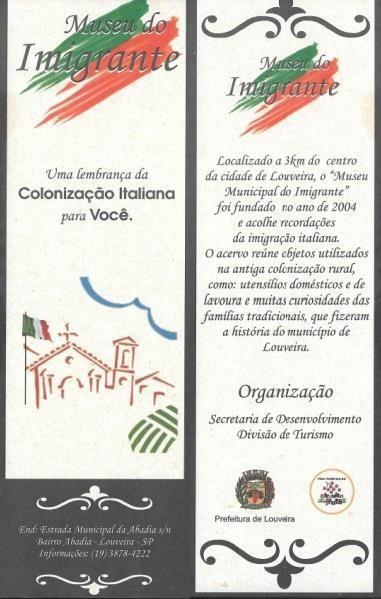 Museu do
Imigrante
Uma lembrança da
Colonização Italiana
para Você.
End: Estrada Municipal da Abadia s/n
Bairro Abadia - Louveira - SP
Informações: (19) 3878-4222
Museu do
Imigrante
Localizado a 3km do centro
da cidade de Louveira, o "Museu
Municipal do Imigrante"
foi fundado no ano de 2004
e acolhe recordações
da imigração italiana.
O acervo reúne objetos utilizados
na antiga colonização rural,
como: utensílios domésticos e de
lavoura e muitas curiosidades das
famílias tradicionais, que fizeram
a história do município de
Louveira.
Organização
Secretaria de Desenvolvimento
Divisão de Turismo
Prefeitura de Louveira